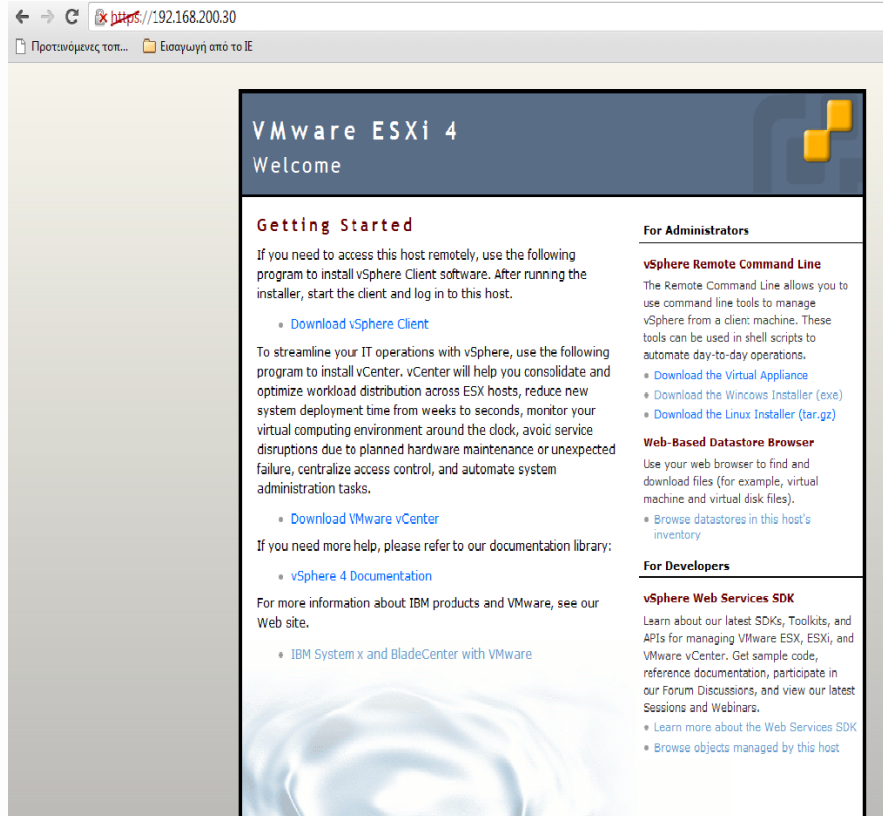 https://192.168.200.30
Προτεινόμενες τοπ... Εισαγωγή από το IE
VMware ESXi 4
Welcome
Getting Started
If you need to access this host remotely, use the following
program to install vSphere Client software. After running the
installer, start the client and log in to this host.
Download vSphere Client
To streamline your IT operations with vSphere, use the following
program to install vCenter. vCenter will help you consolidate and
optimize workload distribution across ESX hosts, reduce new
system deployment time from weeks to seconds, monitor your
virtual computing environment around the clock, avoid service
disruptions due to planned hardware maintenance or unexpected
failure, centralize access control, and automate system
administration tasks.
Download VMware vCenter
If you need more help, please refer to our documentation library:
vSphere 4 Documentation
For more information about IBM products and VMware, see our
Web site.
IBM System x and BladeCenter with VMware
For Administrators
vSphere Remote Command Line
The Remote Command Line allows you to
use command line tools to manage
vSphere from a client machine. These
tools can be used in shell scripts to
automate day-to-day operations.
Download the Virtual Appliance
Download the Windows Installer (exe)
Download the Linux Installer (tar.gz)
Web-Based Datastore Browser
Use your web browser to find and
download files (for example, virtual
machine and virtual disk files).
Browse datastores in this host's
inventory
For Developers
vSphere Web Services SDK
Learn about our latest SDKs, Toolkits, and
APIs for managing VMware ESX, ESXi, and
VMware vCenter. Get sample code,
reference documentation, participate in
our Forum Discussions, and view our latest
Sessions and Webinars.
Learn more about the Web Services SDK
Browse objects managed by this host